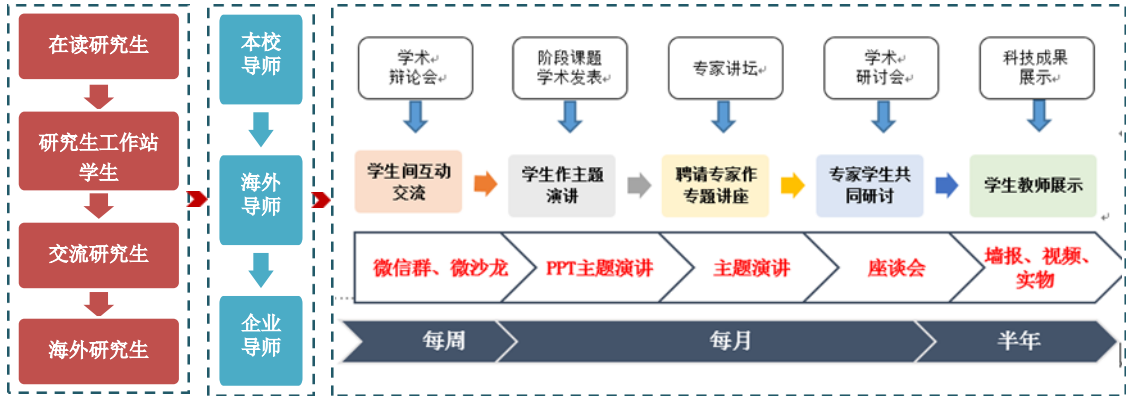 在读研究生
研究生工作站
学生
交流研究生
海外研究生
本校
导师
海外
导师
企业
导师
学术
辩论会
阶段课题
学术发表
专家讲坛
学术
研讨会
科技成果
展示
学生间互动
交流
学生作主题
演讲
聘请专家作
专题讲座
专家学生共
同研讨
学生教师展示
微信群、微沙龙
PPT主题演讲
主题演讲
座谈会
墙报、视频、
实物
每周
每月
半年